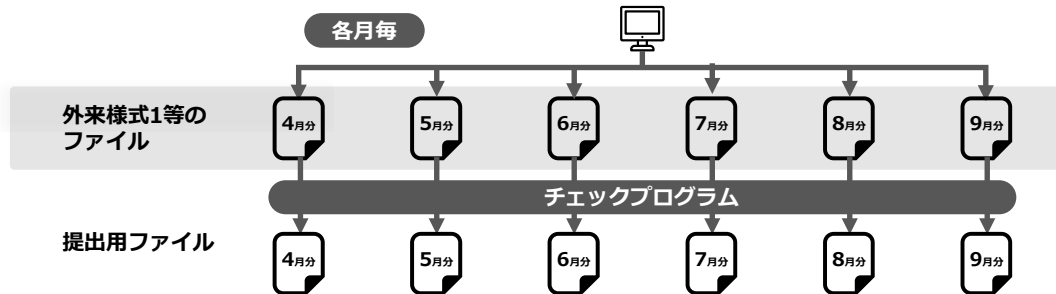 各月毎
外来様式1等の
ファイル
4月分 5月分 6月分 7月分 8月分 9月分
チェックプログラム
提出用ファイル
4月分 5月分 6月分 7月分 8月分 9月分